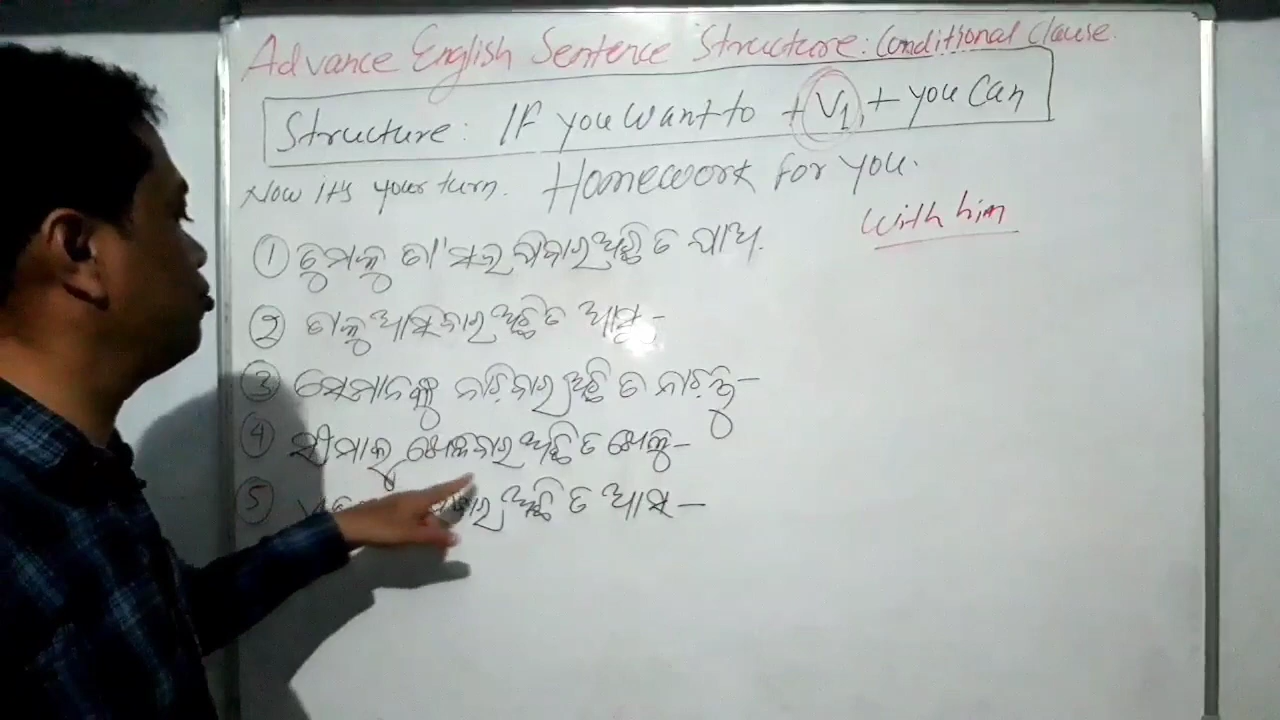 Advance English Sentence Structure: Conditional Clause.
Structure: If you want to + V1, + you can
Now it's your turn. Homework for you.
with him
① ତୁମକୁ ତା'ସହ ଯିବାର ଅଛି ତ ଯାଅ.
② ତାକୁ ଆସିବାର ଅଛି ତ ଆସୁ-
③ ସେମାନଙ୍କୁ ଅଛି ତ
④ ସୀମାକୁ ଖେଳିବାର ଅଛି ତ ଖେଳୁ-
⑤ ଅଛି ତ ଆସ-